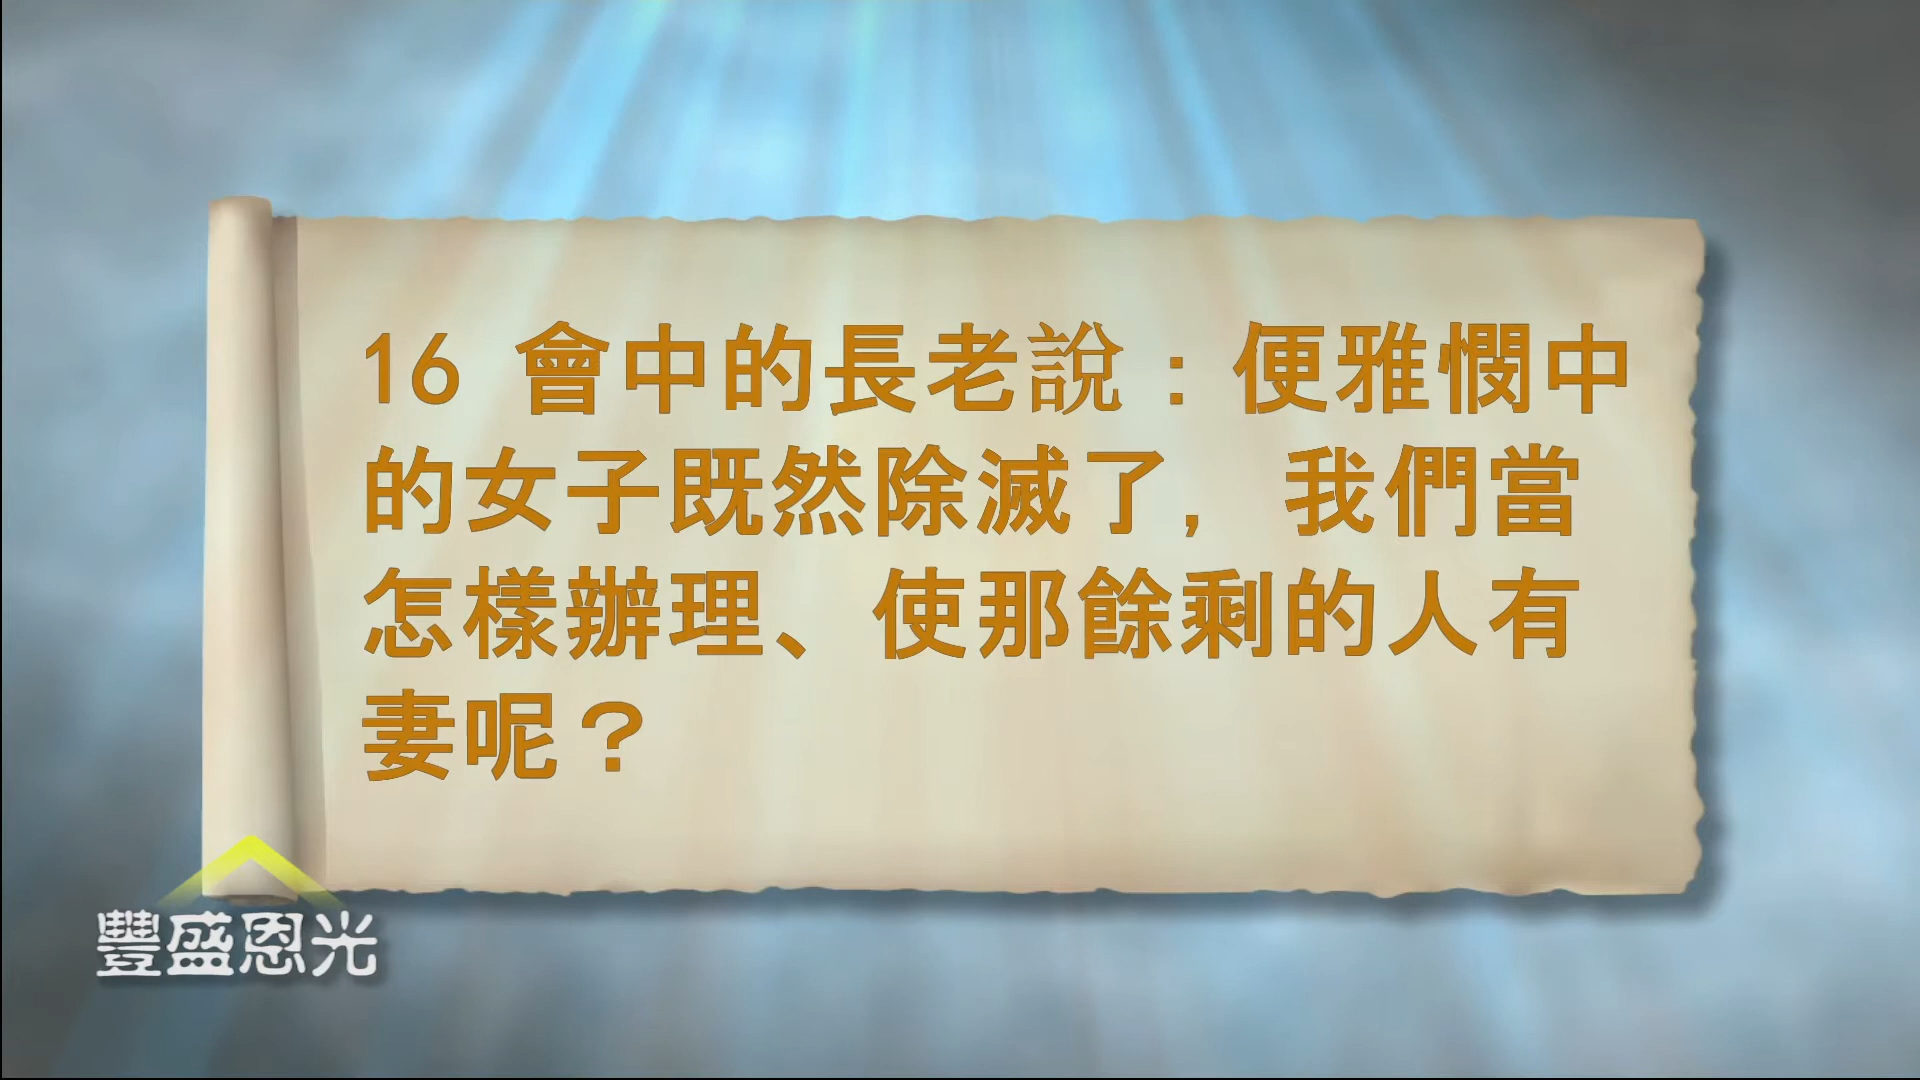 16 會中的長老說：便雅憫中
的女子既然除滅了, 我們當
怎樣辦理、使那餘剩的人有
妻呢？
豐盛恩光